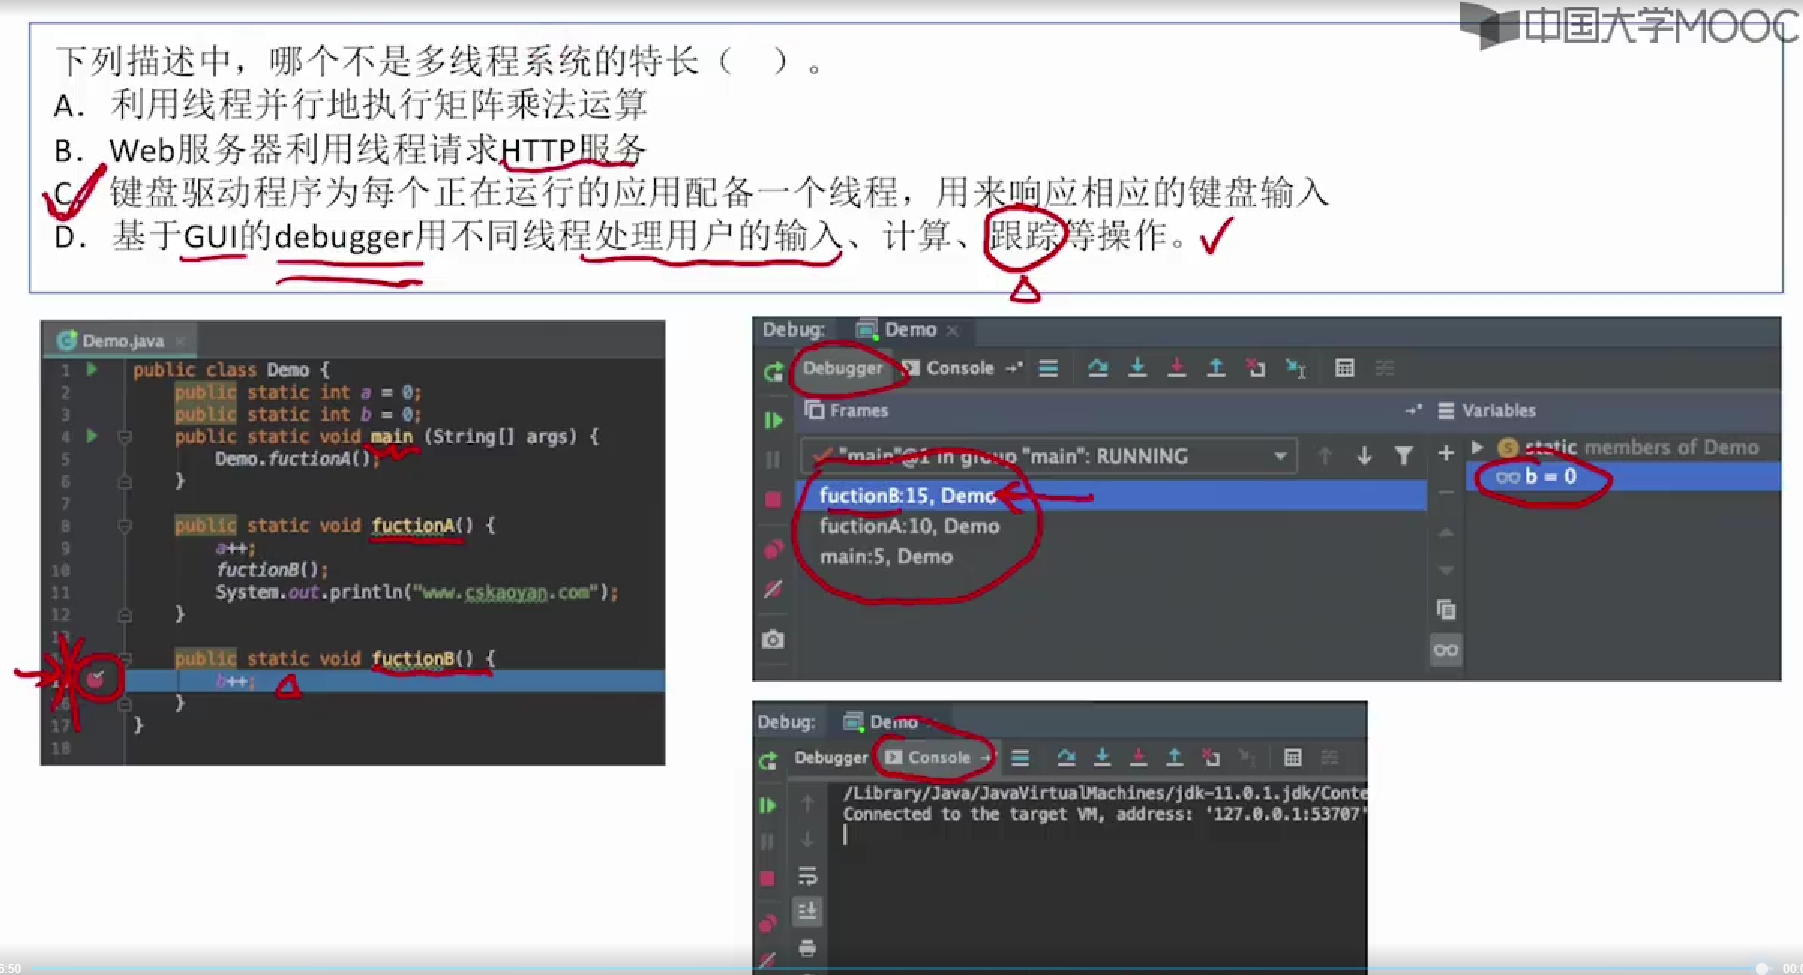 中国大学MOOC
下列描述中，哪个不是多线程系统的特长（　）。
A. 利用线程并行地执行矩阵乘法运算
B. Web服务器利用线程请求HTTP服务
C. 键盘驱动程序为每个正在运行的应用配备一个线程，用来响应相应的键盘输入
D. 基于GUI的debugger用不同线程处理用户的输入、计算、跟踪等操作。
Demo.java
1 public class Demo {
2 public static int a = 0;
3 public static int b = 0;
4 public static void main (String[] args) {
5 Demo.fuctionA();
6 }
7
8 public static void fuctionA() {
9 a++;
10 fuctionB();
11 System.out.println("www.cskaoyan.com");
12 }
13
public static void fuctionB() {
b++;
16 }
17 }
18
Debug: Demo
Debugger Console
Frames
Variables
"main"@1 in group "main": RUNNING
static members of Demo
fuctionB:15, Demo
b = 0
fuctionA:10, Demo
main:5, Demo
Debug: Demo
Debugger Console
/Library/Java/JavaVirtualMachines/jdk-11.0.1.jdk/Conte
Connected to the target VM, address: '127.0.0.1:53707'
5:50